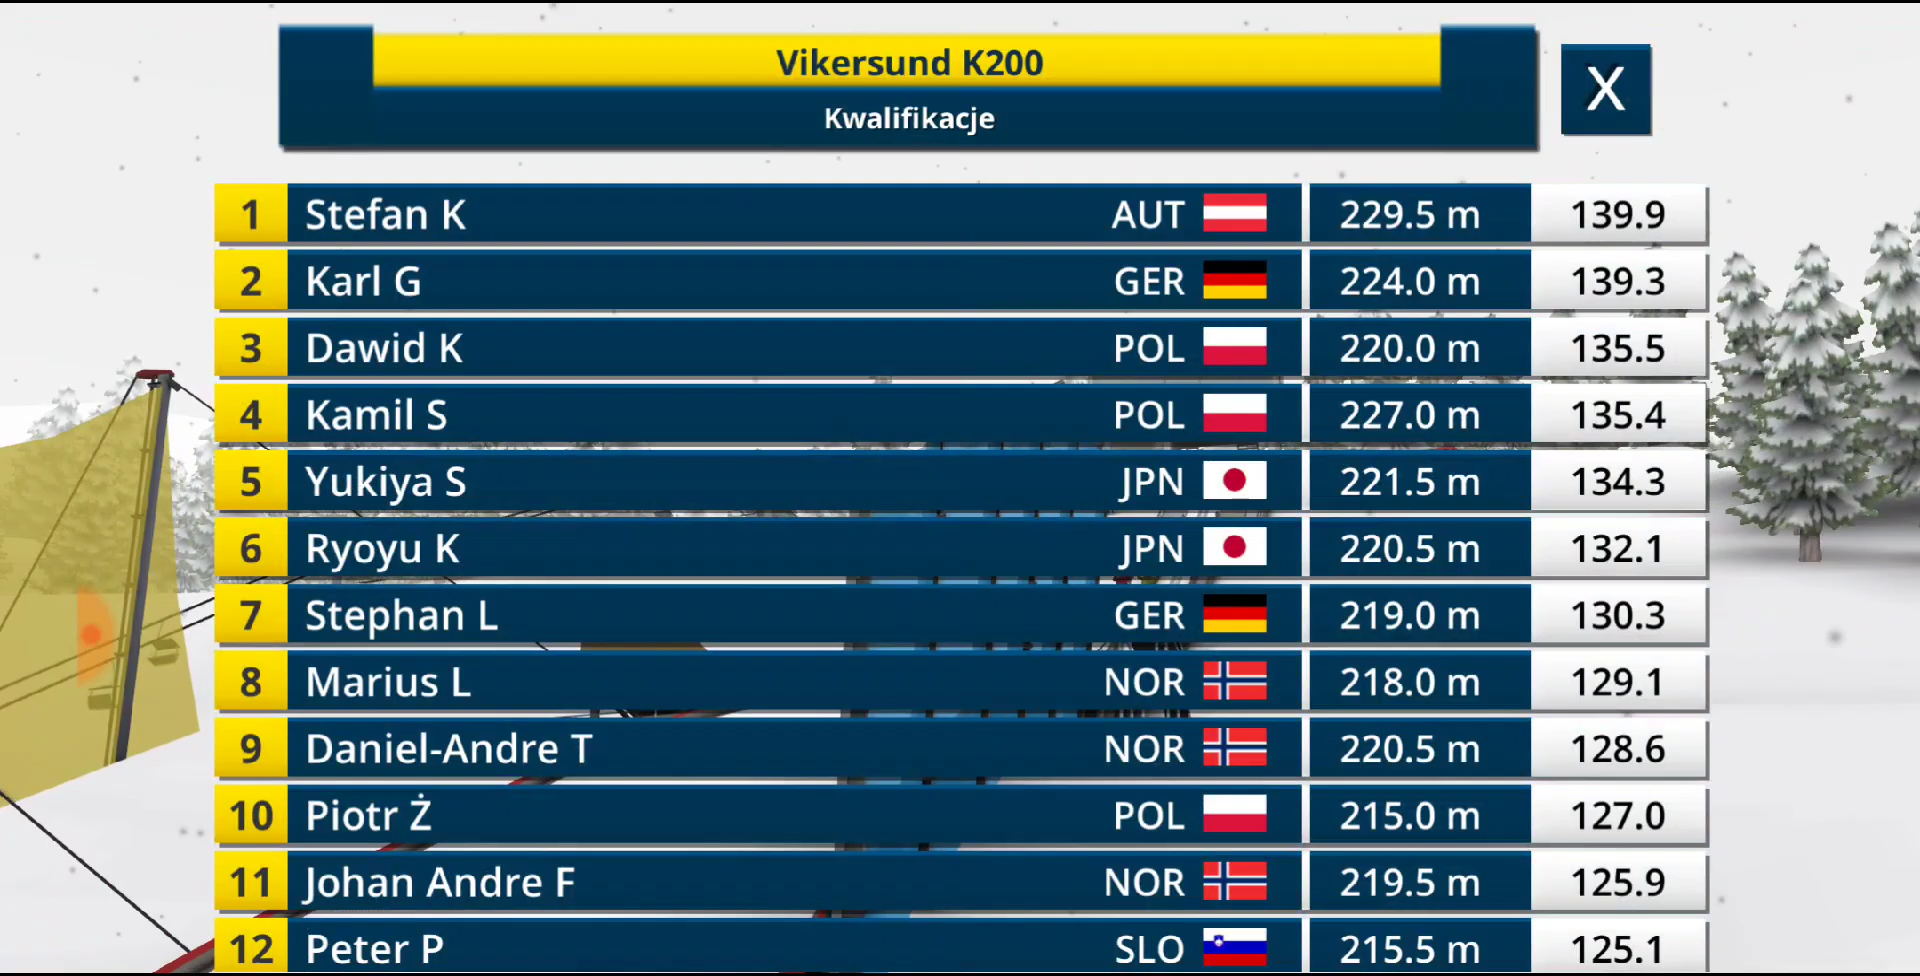 Vikersund K200
X
Kwalifikacje
1 Stefan K AUT 229.5 m 139.9
2 Karl G GER 224.0 m 139.3
3 Dawid K POL 220.0 m 135.5
4 Kamil S POL 227.0 m 135.4
5 Yukiya S JPN 221.5 m 134.3
6 Ryoyu K JPN 220.5 m 132.1
7 Stephan L GER 219.0 m 130.3
8 Marius L NOR 218.0 m 129.1
9 Daniel-Andre T NOR 220.5 m 128.6
10 Piotr Ż POL 215.0 m 127.0
11 Johan Andre F NOR 219.5 m 125.9
12 Peter P SLO 215.5 m 125.1